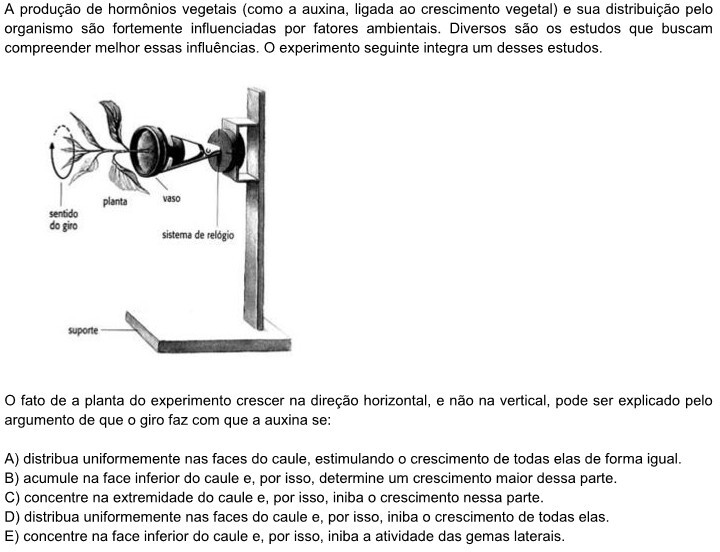 A produção de hormônios vegetais (como a auxina, ligada ao crescimento vegetal) e sua distribuição pelo
organismo são fortemente influenciadas por fatores ambientais. Diversos são os estudos que buscam
compreender melhor essas influências. O experimento seguinte integra um desses estudos.
planta
vaso
sentido
do giro
sistema de relógio
suporte
O fato de a planta do experimento crescer na direção horizontal, e não na vertical, pode ser explicado pelo
argumento de que o giro faz com que a auxina se:
A) distribua uniformemente nas faces do caule, estimulando o crescimento de todas elas de forma igual.
B) acumule na face inferior do caule e, por isso, determine um crescimento maior dessa parte.
C) concentre na extremidade do caule e, por isso, iniba o crescimento nessa parte.
D) distribua uniformemente nas faces do caule e, por isso, iniba o crescimento de todas elas.
E) concentre na face inferior do caule e, por isso, iniba a atividade das gemas laterais.